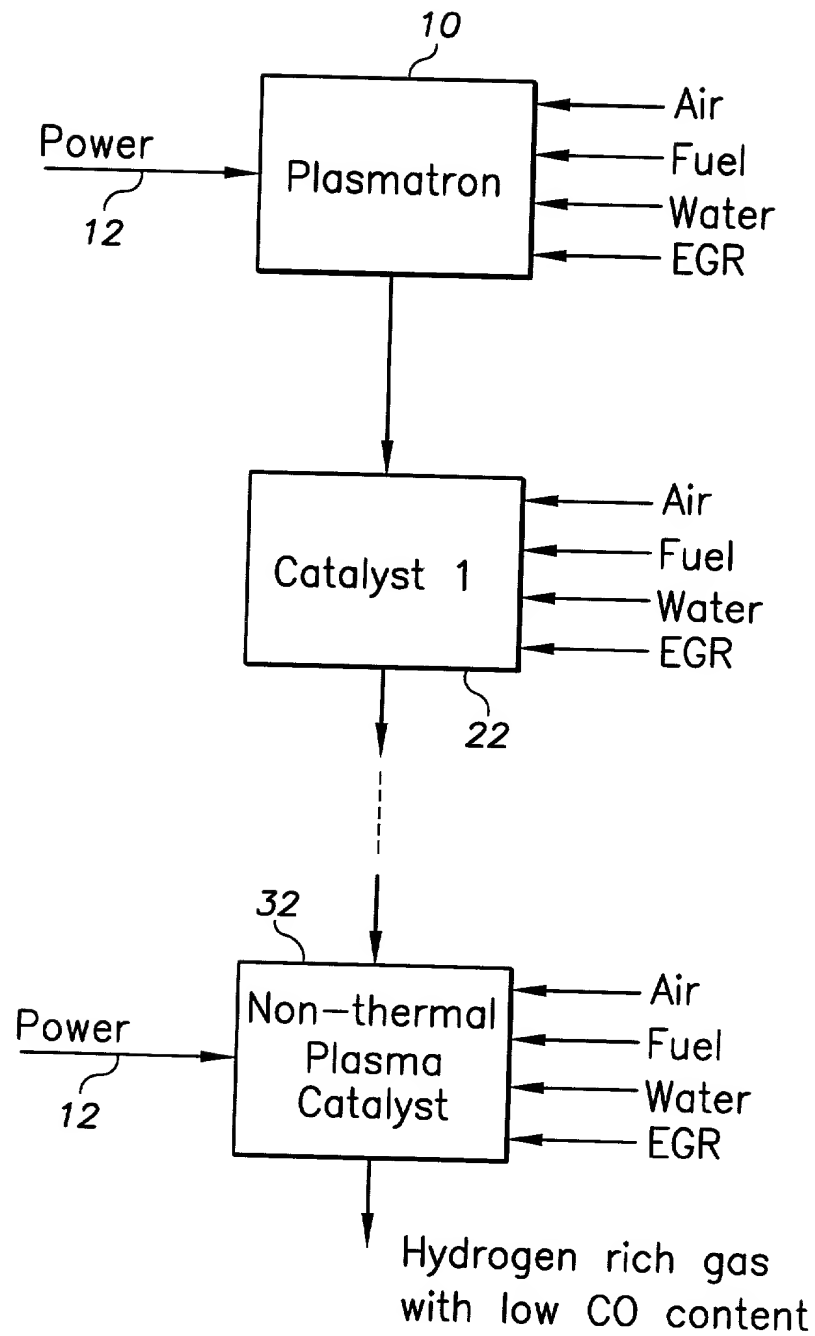 10
Power
12
Plasmatron
Air
Fuel
Water
EGR
Catalyst 1
Air
Fuel
Water
EGR
22
32
Power
12
Non-thermal
Plasma
Catalyst
Air
Fuel
Water
EGR
Hydrogen rich gas
with low CO content